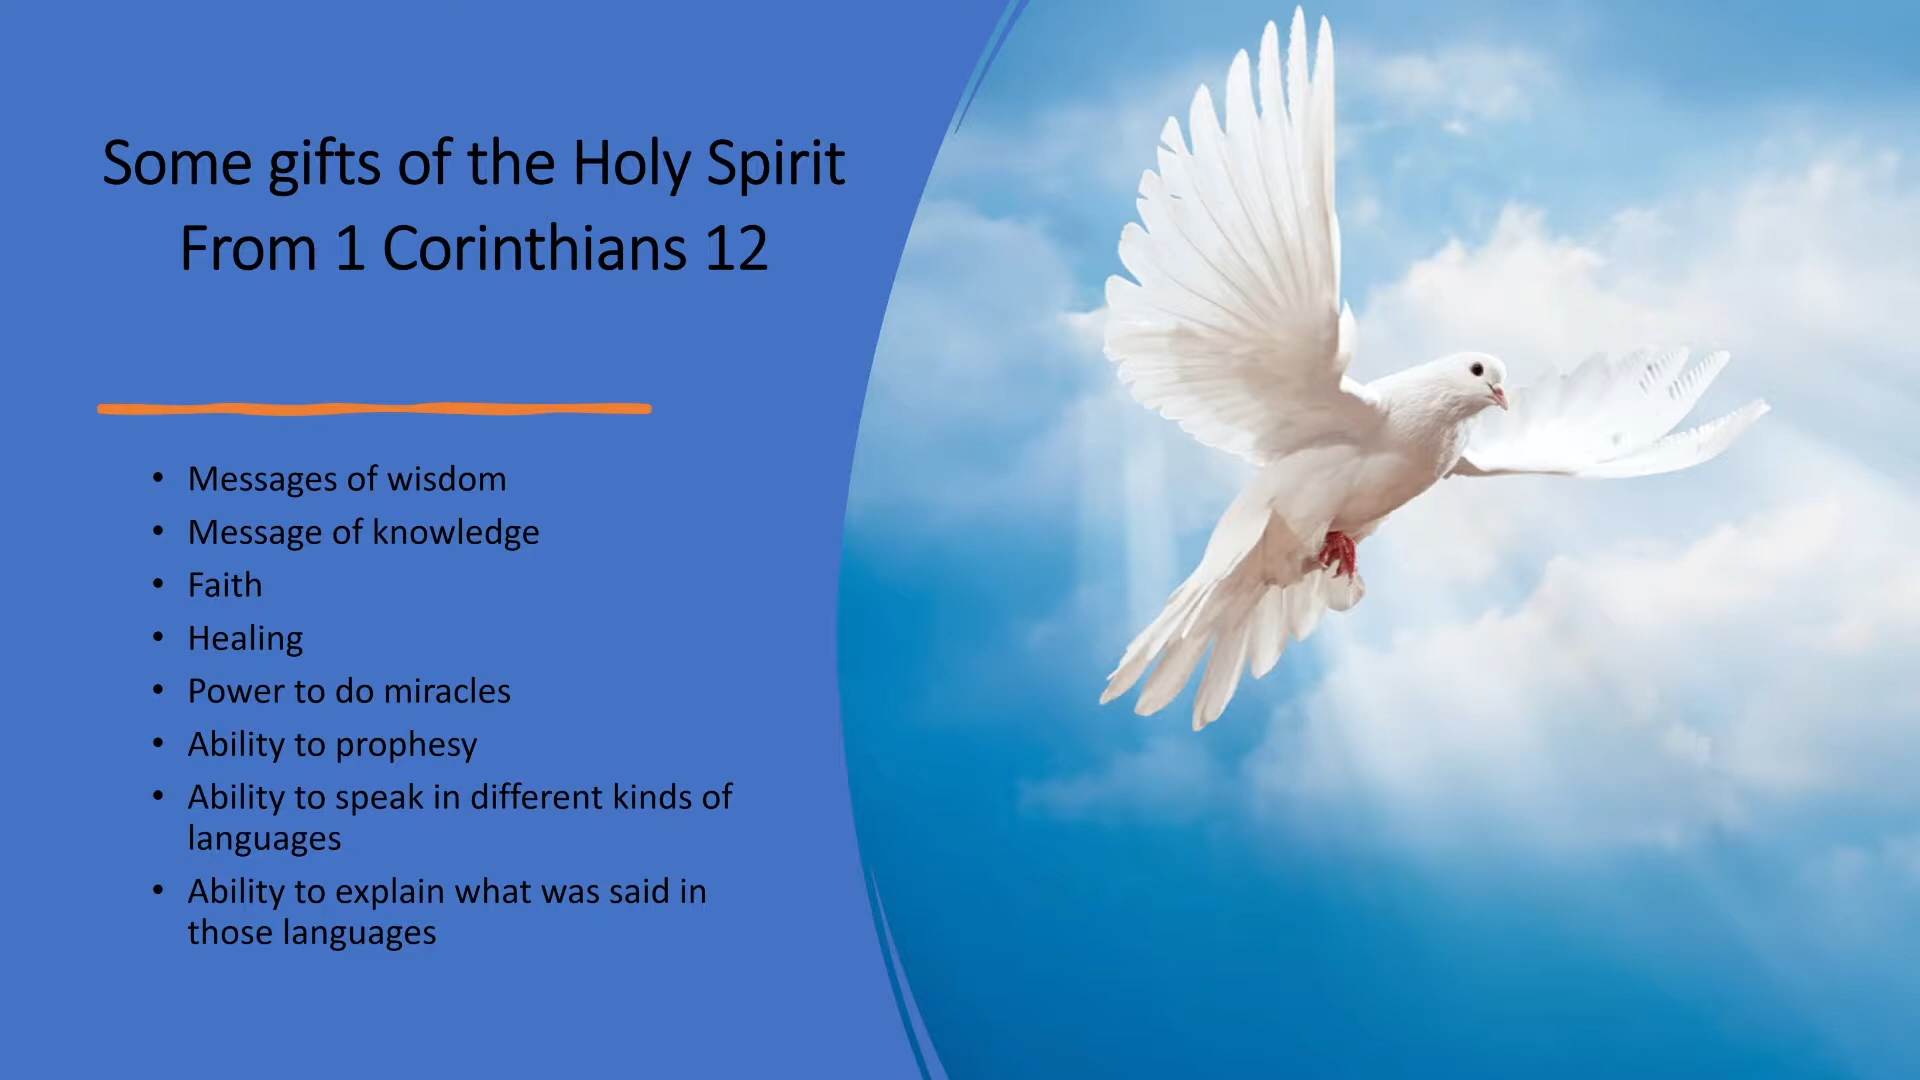 Some gifts of the Holy Spirit
From 1 Corinthians 12
• Messages of wisdom
• Message of knowledge
• Faith
• Healing
• Power to do miracles
• Ability to prophesy
• Ability to speak in different kinds of
languages
• Ability to explain what was said in
those languages